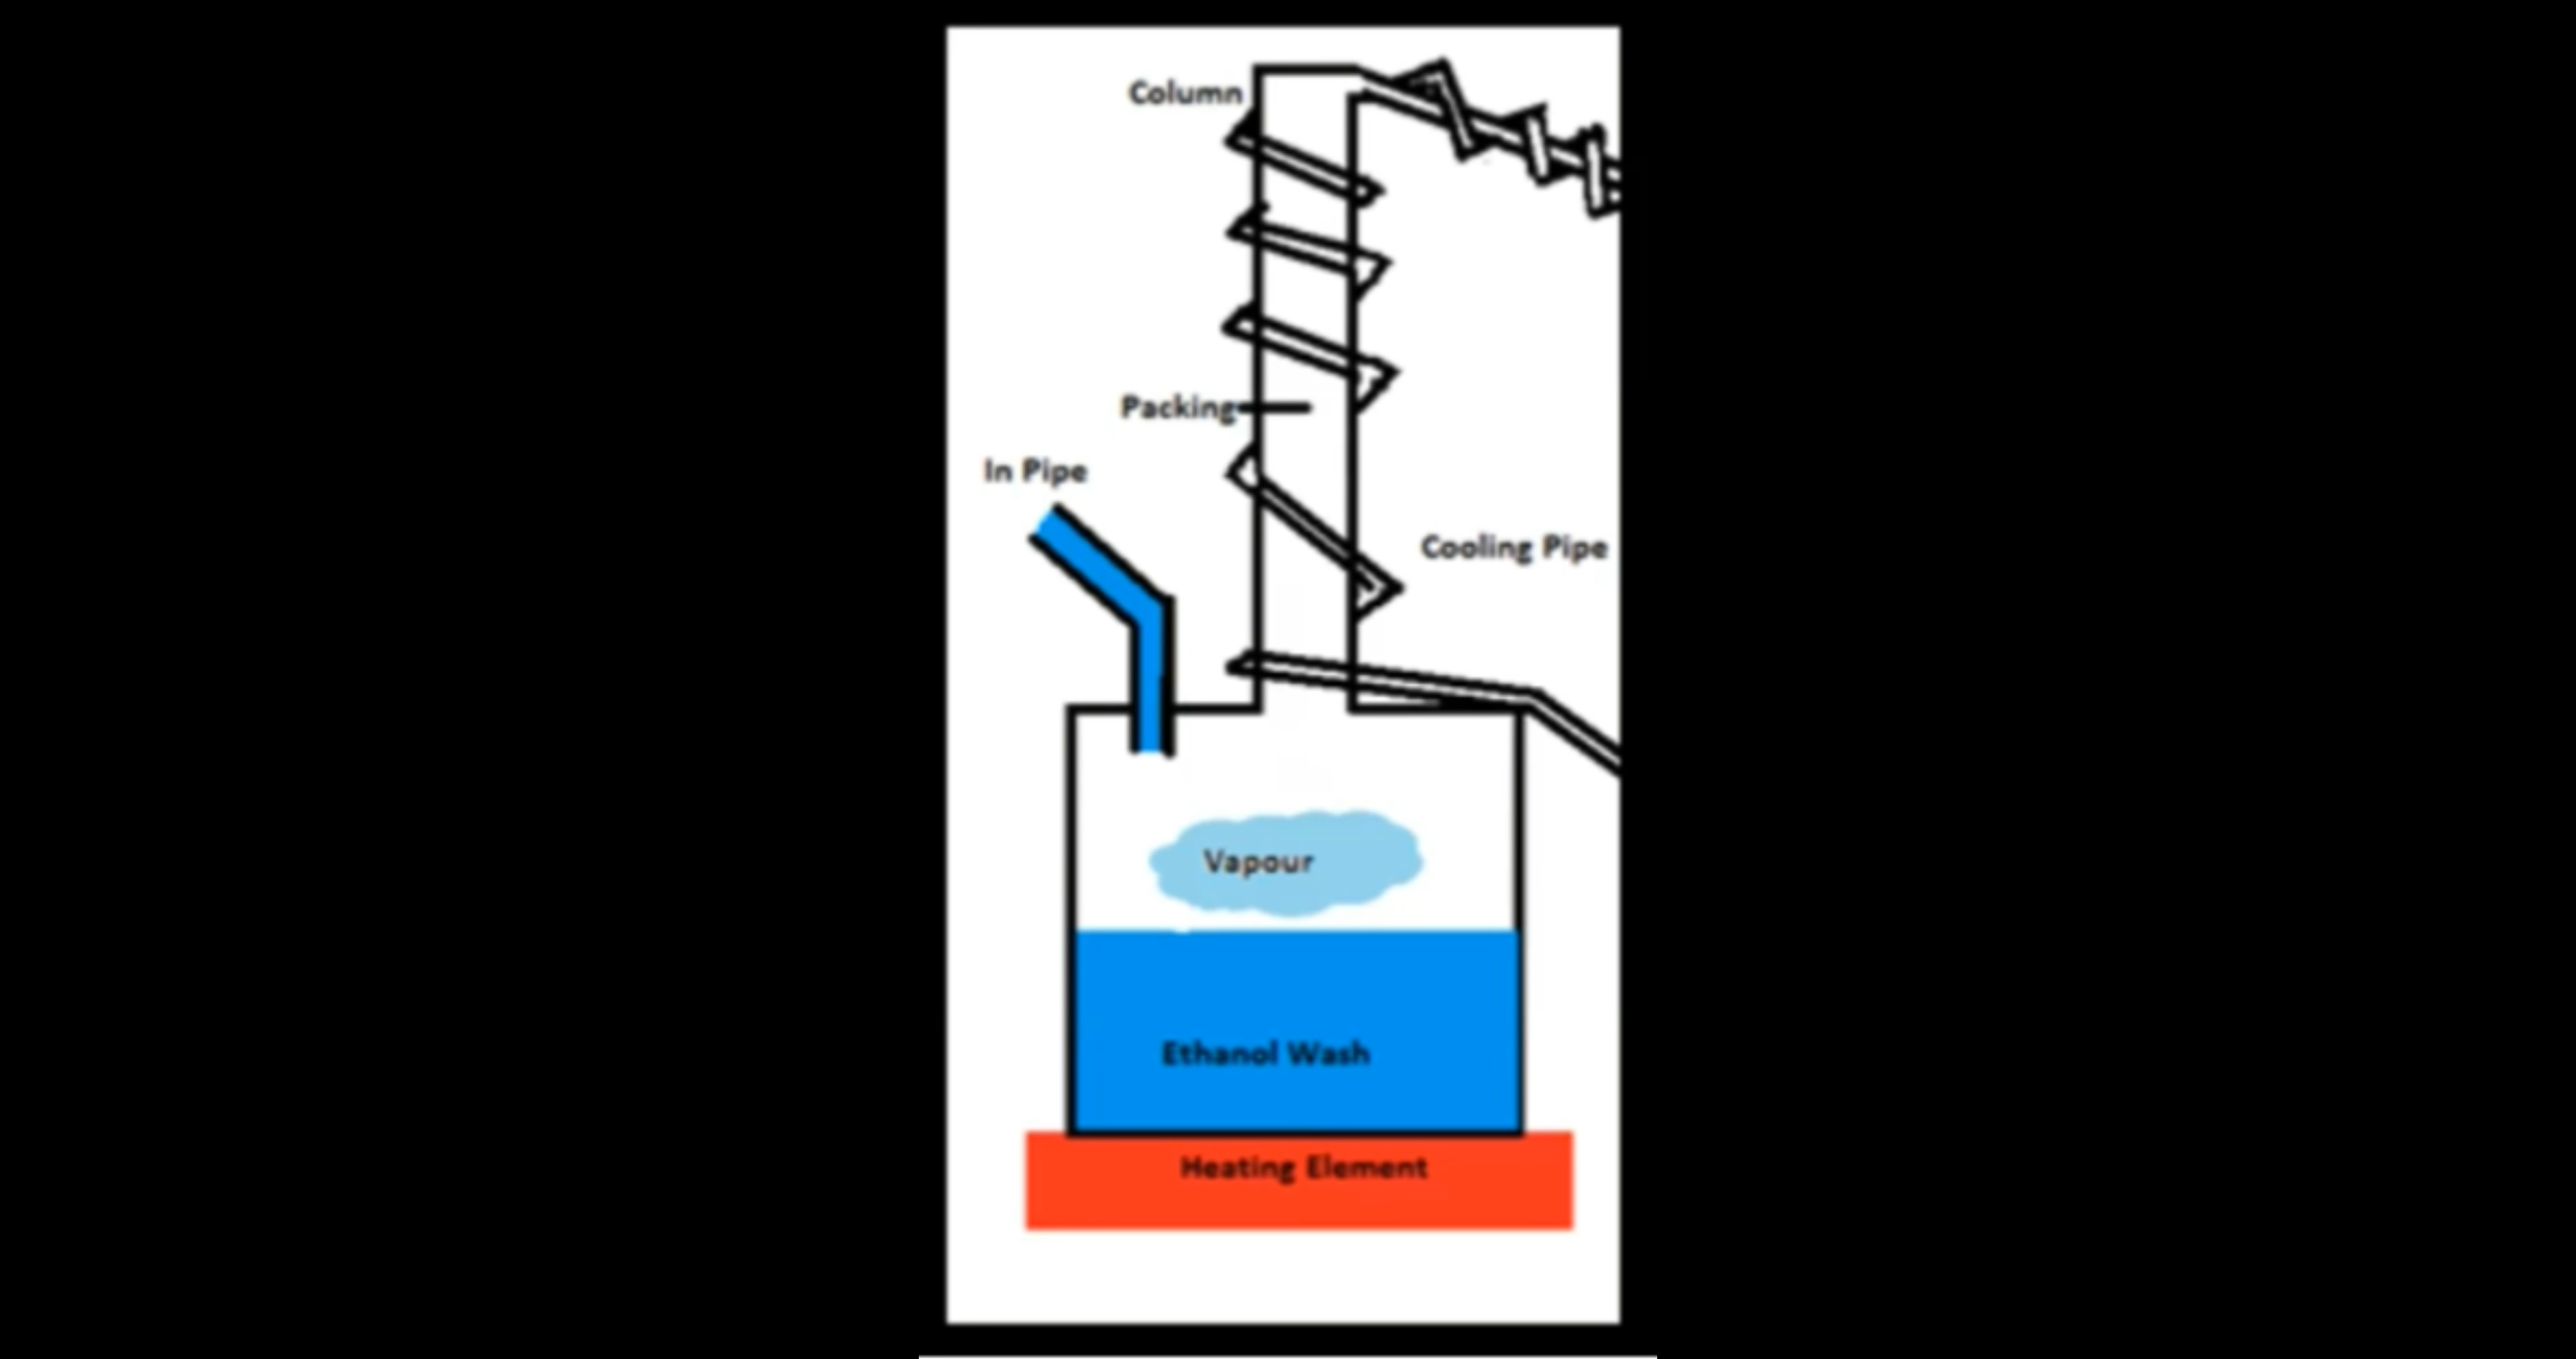 Column
Packing
In Pipe
Cooling Pipe
Vapour
Ethanol Wash
Heating Element